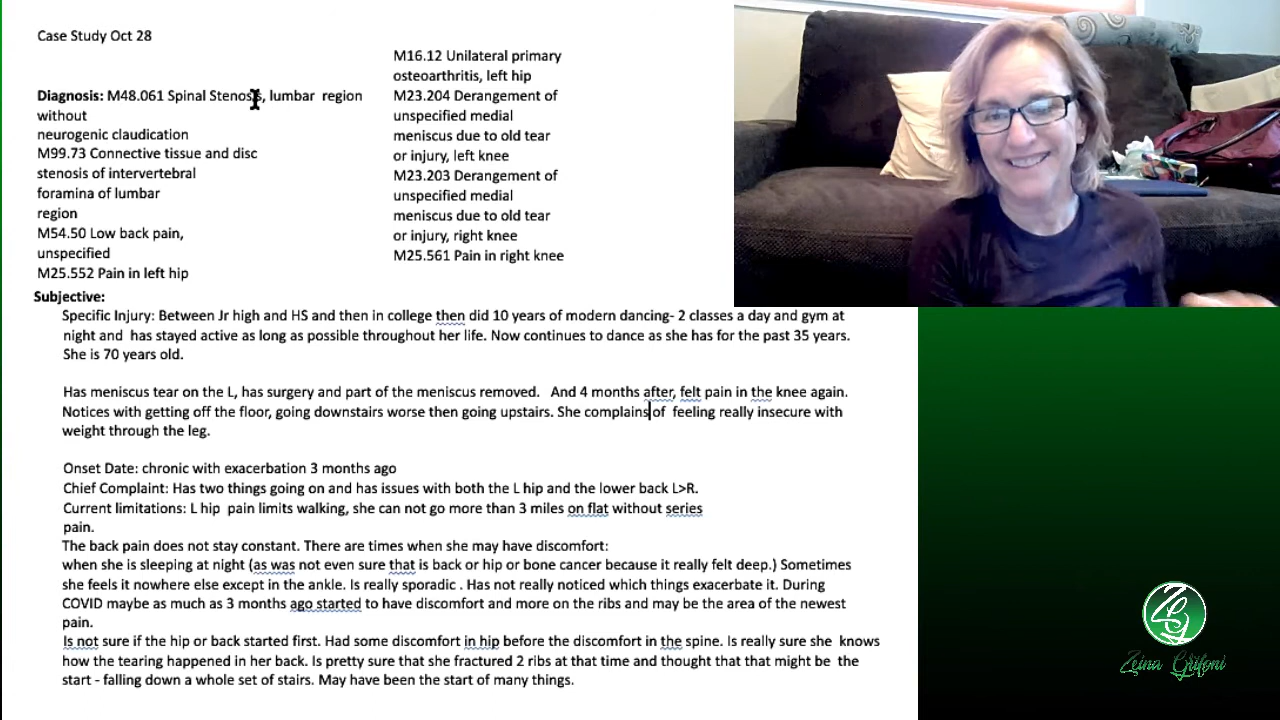 Case Study Oct 28
Diagnosis: M48.061 Spinal Stenosis, lumbar region
without
neurogenic claudication
M99.73 Connective tissue and disc
stenosis of intervertebral
foramina of lumbar
region
M54.50 Low back pain,
unspecified
M25.552 Pain in left hip
M16.12 Unilateral primary
osteoarthritis, left hip
M23.204 Derangement of
unspecified medial
meniscus due to old tear
or injury, left knee
M23.203 Derangement of
unspecified medial
meniscus due to old tear
or injury, right knee
M25.561 Pain in right knee
Subjective:
Specific Injury: Between Jr high and HS and then in college then did 10 years of modern dancing- 2 classes a day and gym at
night and has stayed active as long as possible throughout her life. Now continues to dance as she has for the past 35 years.
She is 70 years old.
Has meniscus tear on the L, has surgery and part of the meniscus removed. And 4 months after, felt pain in the knee again.
Notices with getting off the floor, going downstairs worse then going upstairs. She complains of feeling really insecure with
weight through the leg.
Onset Date: chronic with exacerbation 3 months ago
Chief Complaint: Has two things going on and has issues with both the L hip and the lower back L>R.
Current limitations: L hip pain limits walking, she can not go more than 3 miles on flat without series
pain.
The back pain does not stay constant. There are times when she may have discomfort:
when she is sleeping at night (as was not even sure that is back or hip or bone cancer because it really felt deep.) Sometimes
she feels it nowhere else except in the ankle. Is really sporadic . Has not really noticed which things exacerbate it. During
COVID maybe as much as 3 months ago started to have discomfort and more on the ribs and may be the area of the newest
pain.
Is not sure if the hip or back started first. Had some discomfort in hip before the discomfort in the spine. Is really sure she knows
how the tearing happened in her back. Is pretty sure that she fractured 2 ribs at that time and thought that that might be the
start - falling down a whole set of stairs. May have been the start of many things.
ZG
Zeina Grifoni